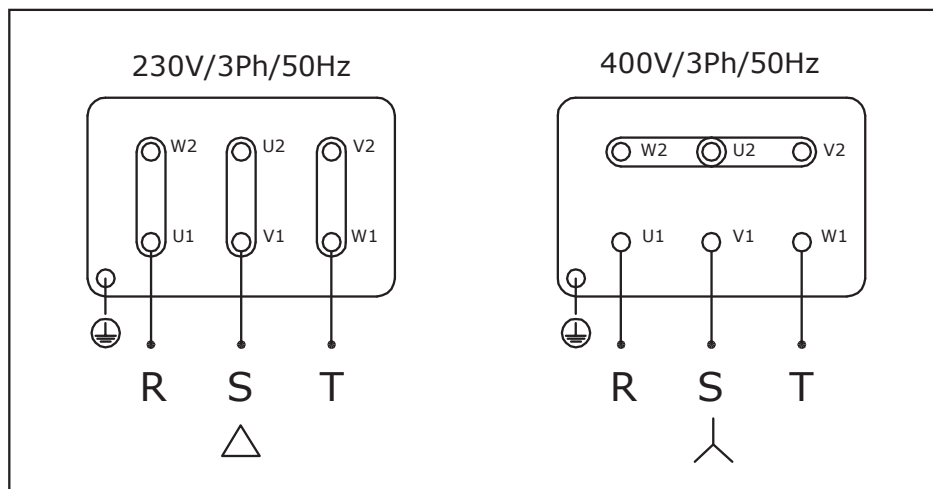 230V/3Ph/50Hz
W2 U2 V2
U1 V1 W1
R S T
400V/3Ph/50Hz
W2 U2 V2
U1 V1 W1
R S T